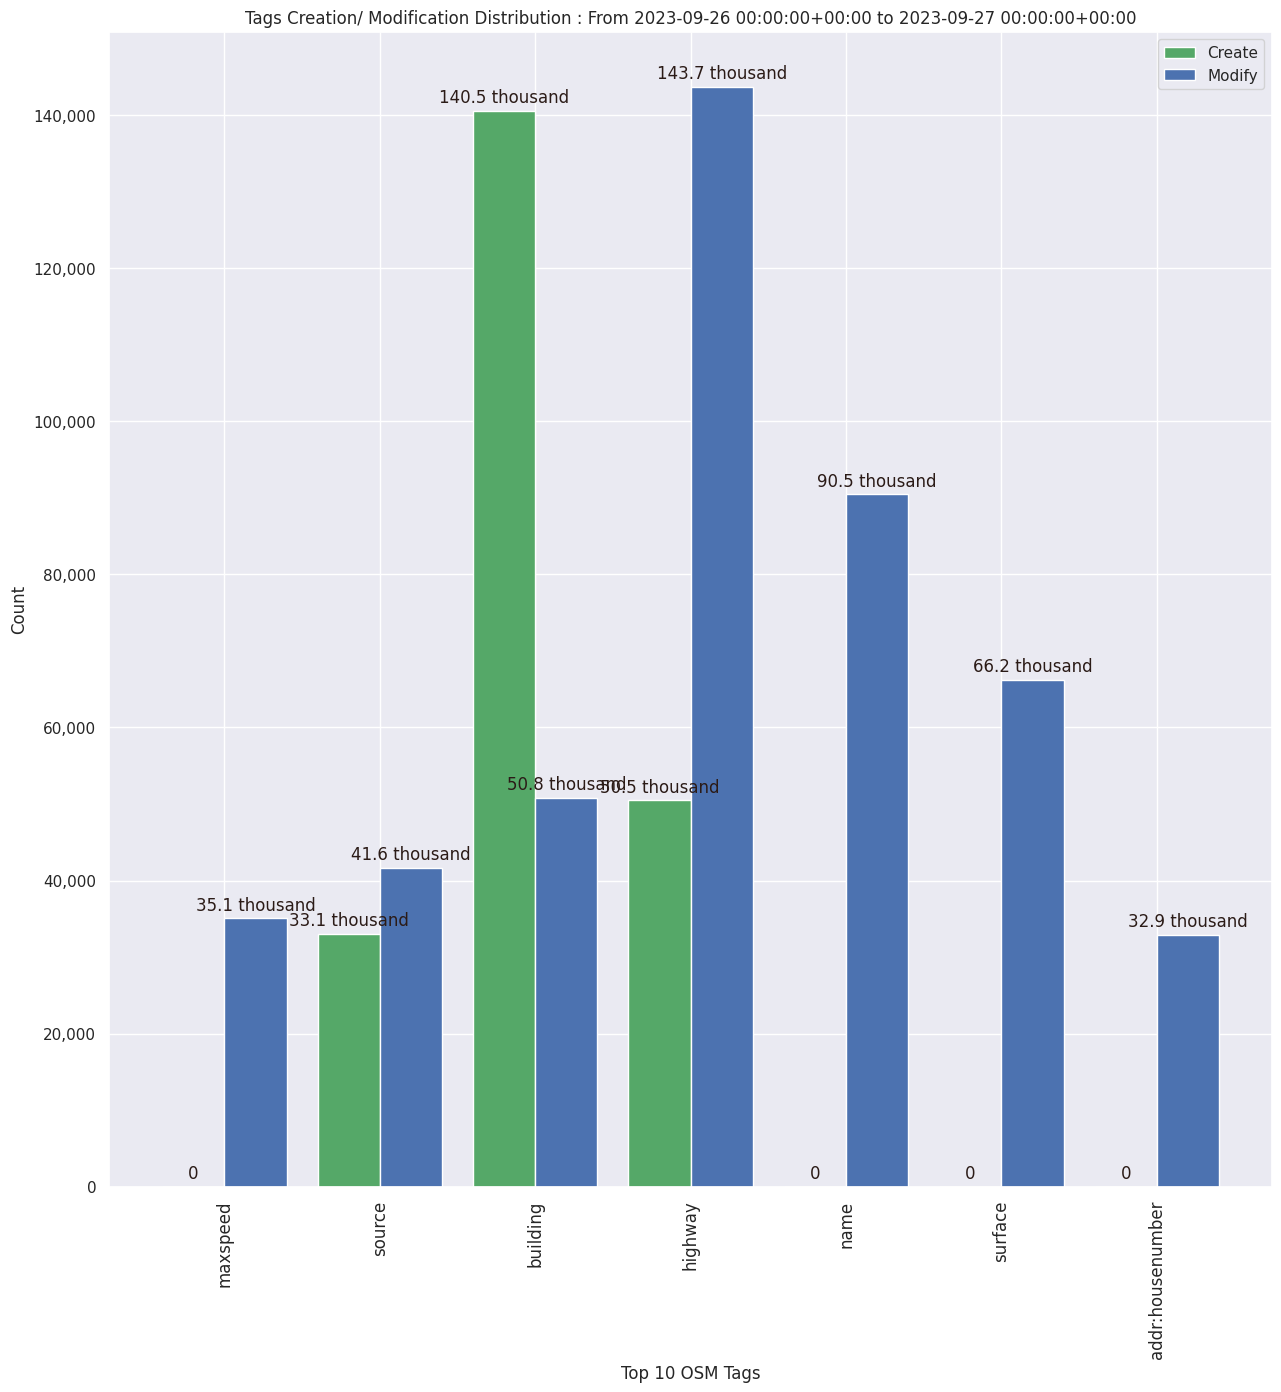 Tags Creation/ Modification Distribution : From 2023-09-26 00:00:00+00:00 to 2023-09-27 00:00:00+00:00
Create
Modify
143.7 thousand
140.5 thousand
90.5 thousand
66.2 thousand
50.8 thousand
50.5 thousand
41.6 thousand
35.1 thousand
33.1 thousand
32.9 thousand
0
0
0
0
140,000
120,000
100,000
80,000
60,000
40,000
20,000
0
Count
maxspeed
source
building
highway
name
surface
addr:housenumber
Top 10 OSM Tags